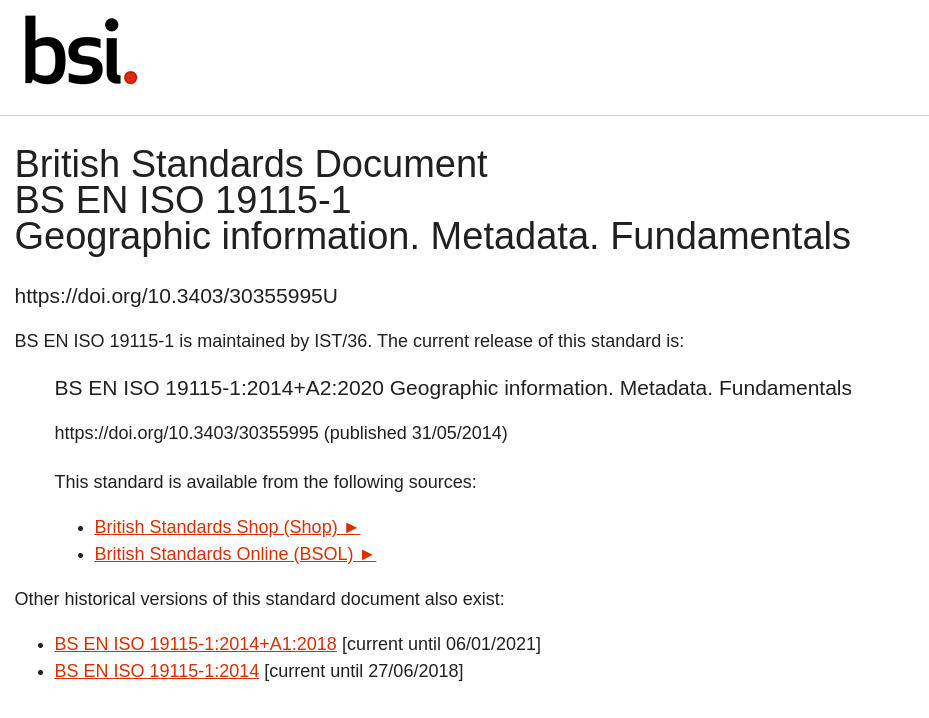 bsi.
British Standards Document
BS EN ISO 19115-1
Geographic information. Metadata. Fundamentals
https://doi.org/10.3403/30355995U
BS EN ISO 19115-1 is maintained by IST/36. The current release of this standard is:
BS EN ISO 19115-1:2014+A2:2020 Geographic information. Metadata. Fundamentals
https://doi.org/10.3403/30355995 (published 31/05/2014)
This standard is available from the following sources:
• British Standards Shop (Shop) ►
• British Standards Online (BSOL) ►
Other historical versions of this standard document also exist:
• BS EN ISO 19115-1:2014+A1:2018 [current until 06/01/2021]
• BS EN ISO 19115-1:2014 [current until 27/06/2018]